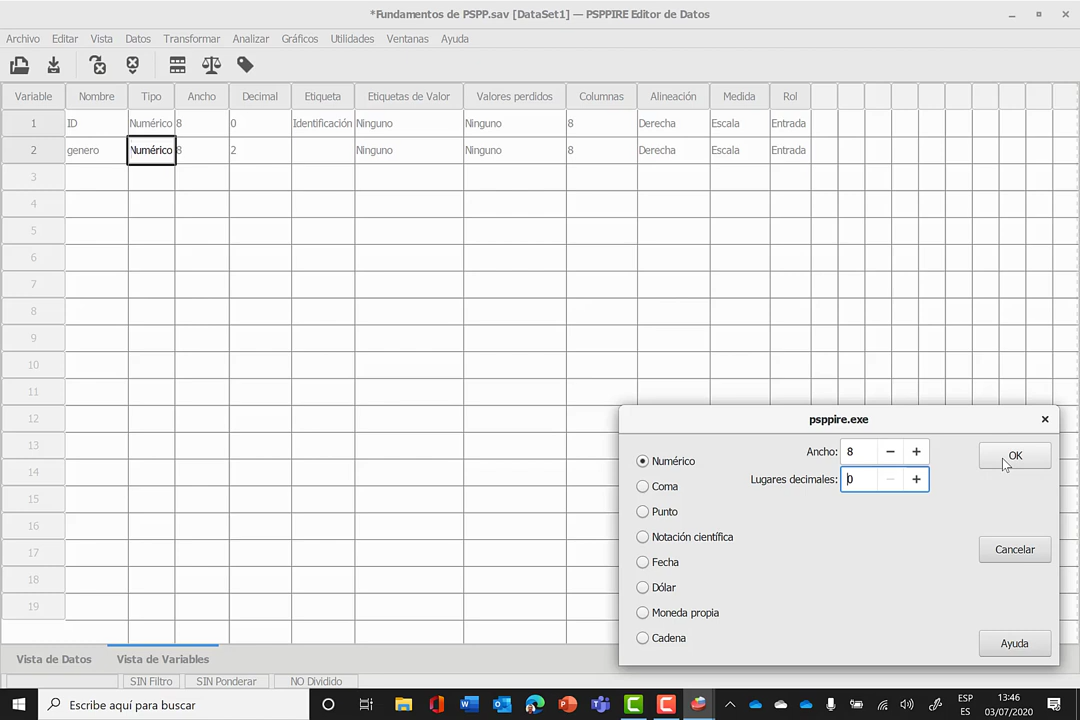 *Fundamentos de PSPP.sav [DataSet1] — PSPPIRE Editor de Datos
Archivo Editar Vista Datos Transformar Analizar Gráficos Utilidades Ventanas Ayuda
Variable Nombre Tipo Ancho Decimal Etiqueta Etiquetas de Valor Valores perdidos Columnas Alineación Medida Rol
1 ID Numérico 8 0 Identificación Ninguno Ninguno 8 Derecha Escala Entrada
2 genero Numérico 8 2 Ninguno Ninguno 8 Derecha Escala Entrada
3
4
5
6
7
8
9
10
11
12
13
14
15
16
17
18
19
psppire.exe
Numérico
Coma
Punto
Notación científica
Fecha
Dólar
Moneda propia
Cadena
Ancho: 8
Lugares decimales: 0
OK
Cancelar
Ayuda
Vista de Datos Vista de Variables
SIN Filtro SIN Ponderar NO Dividido
Escribe aquí para buscar
ESP
ES
13:46
03/07/2020